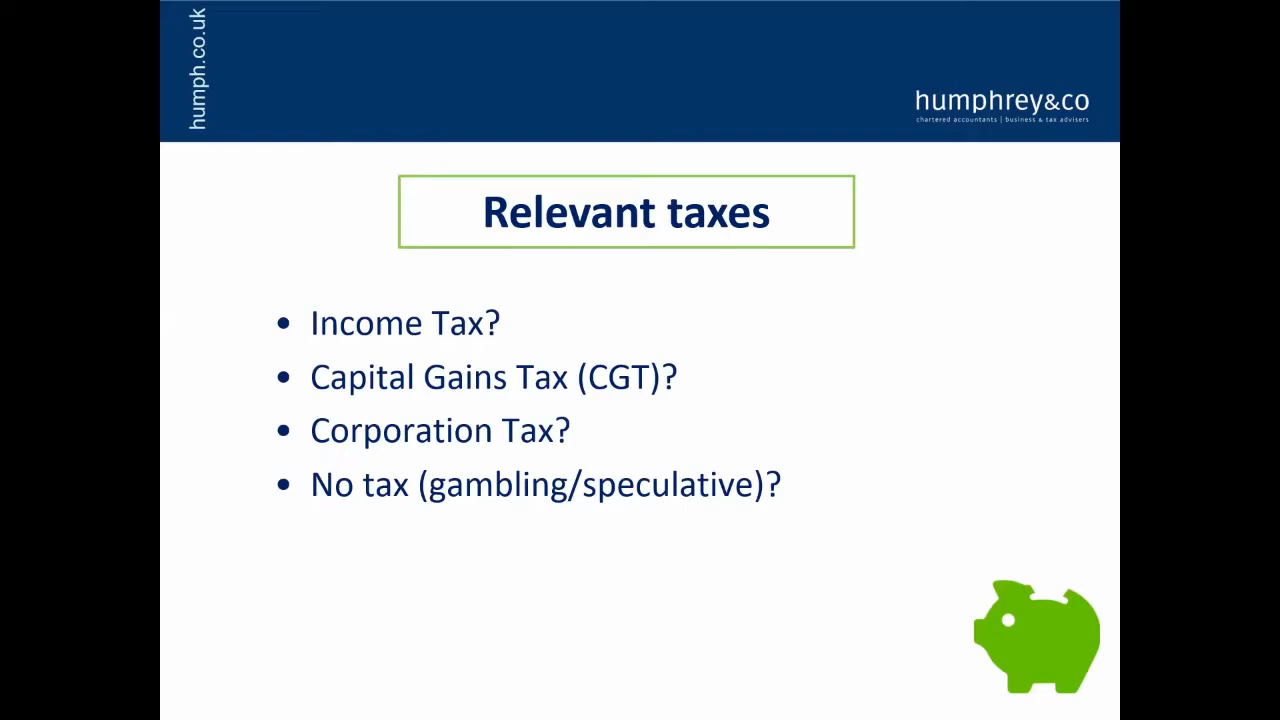 humph.co.uk
humphrey&co
chartered accountants | business & tax advisers
Relevant taxes
• Income Tax?
• Capital Gains Tax (CGT)?
• Corporation Tax?
• No tax (gambling/speculative)?